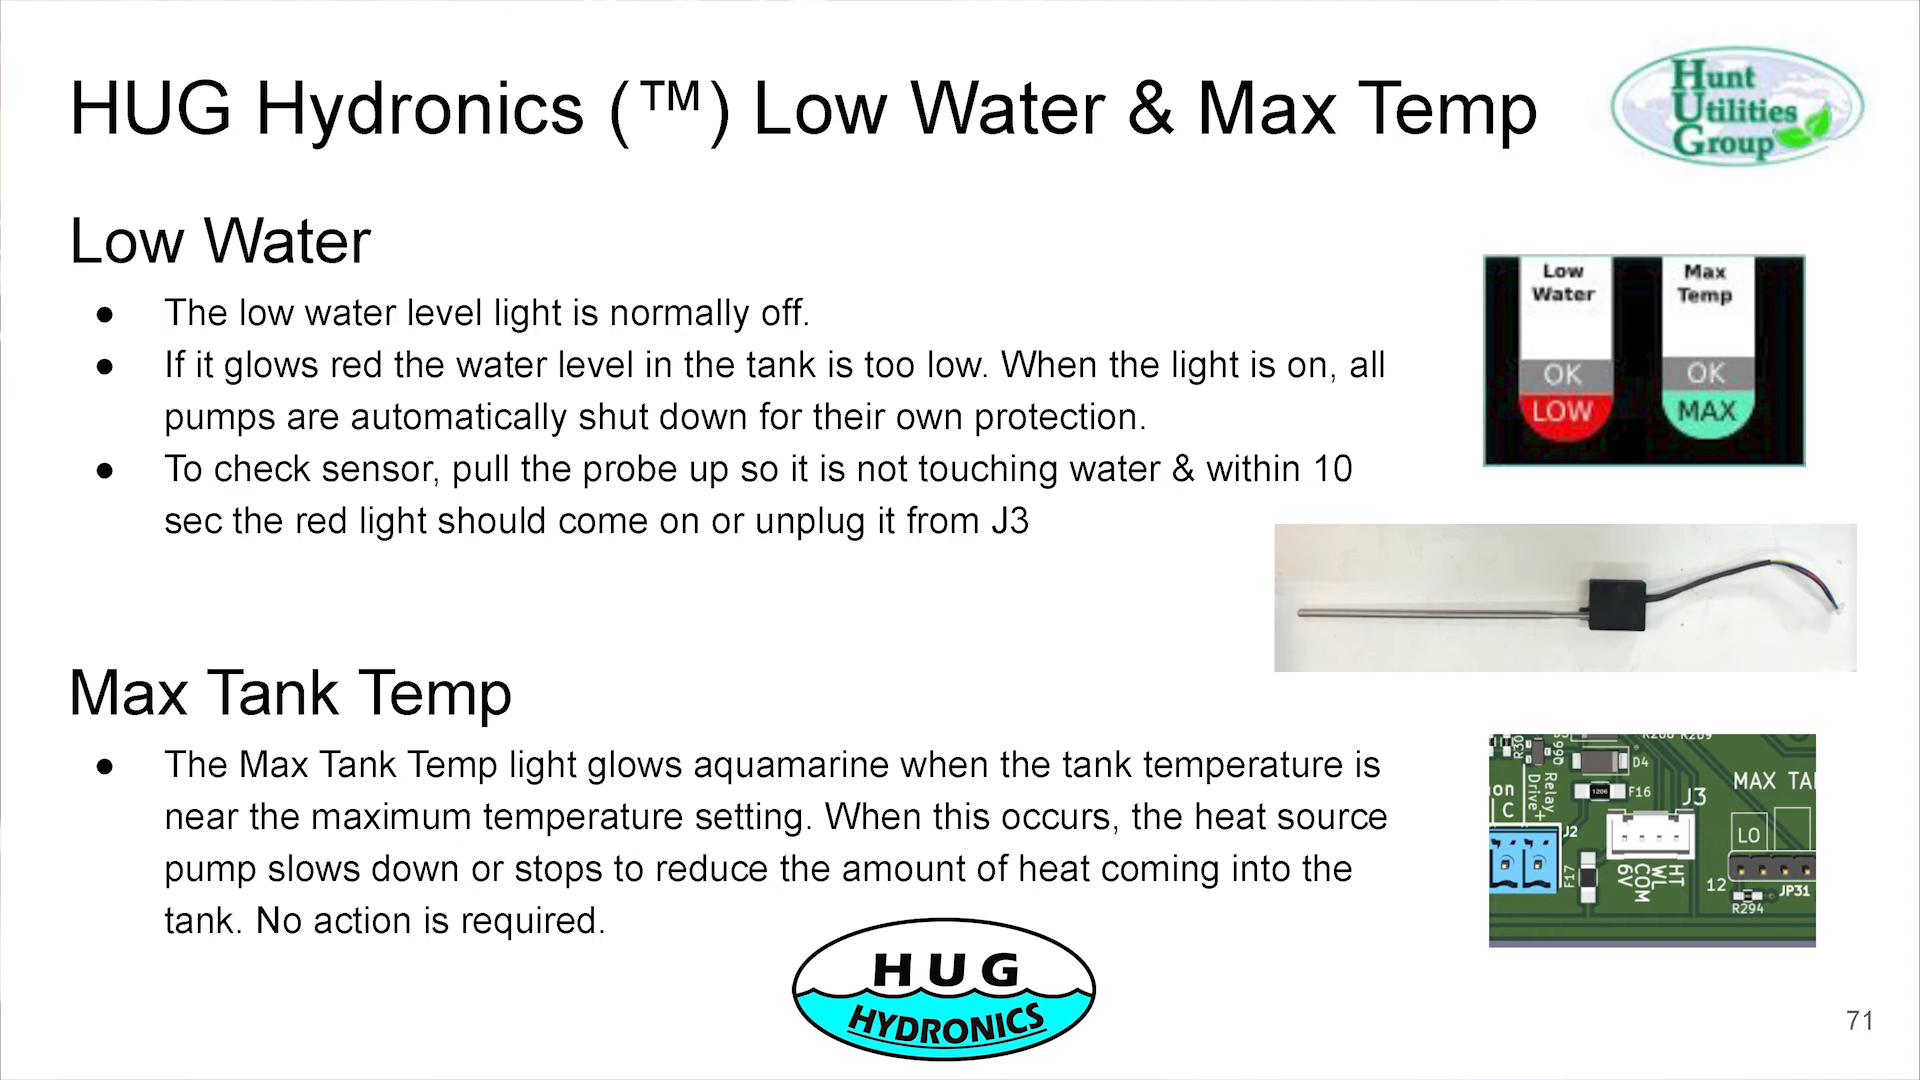 HUG Hydronics (™) Low Water & Max Temp
Hunt
Utilities
Group
Low Water
● The low water level light is normally off.
● If it glows red the water level in the tank is too low. When the light is on, all
pumps are automatically shut down for their own protection.
● To check sensor, pull the probe up so it is not touching water & within 10
sec the red light should come on or unplug it from J3
Low
Water
OK
LOW
Max
Temp
OK
MAX
Max Tank Temp
● The Max Tank Temp light glows aquamarine when the tank temperature is
near the maximum temperature setting. When this occurs, the heat source
pump slows down or stops to reduce the amount of heat coming into the
tank. No action is required.
R30
Q99
D4
Relay
Drive+
C
1206
F16
J3
MAX TA
J2
LO
F17
HT
WL
COM
6V
12
JP31
R294
HUG
HYDRONICS
71